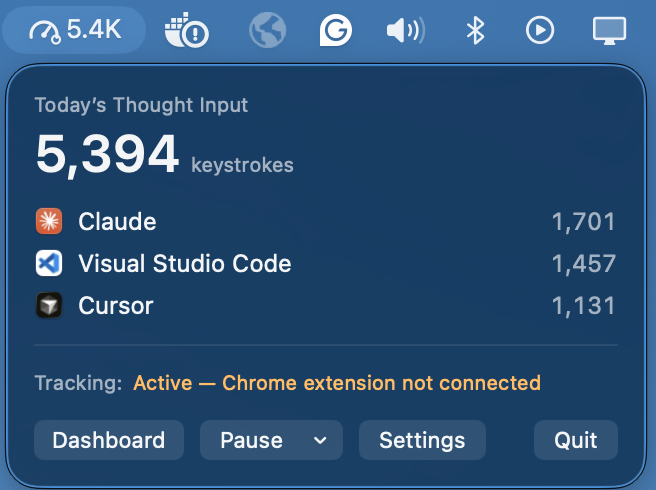 5.4K
Today's Thought Input
5,394 keystrokes
Claude 1,701
Visual Studio Code 1,457
Cursor 1,131
Tracking: Active — Chrome extension not connected
Dashboard Pause Settings Quit